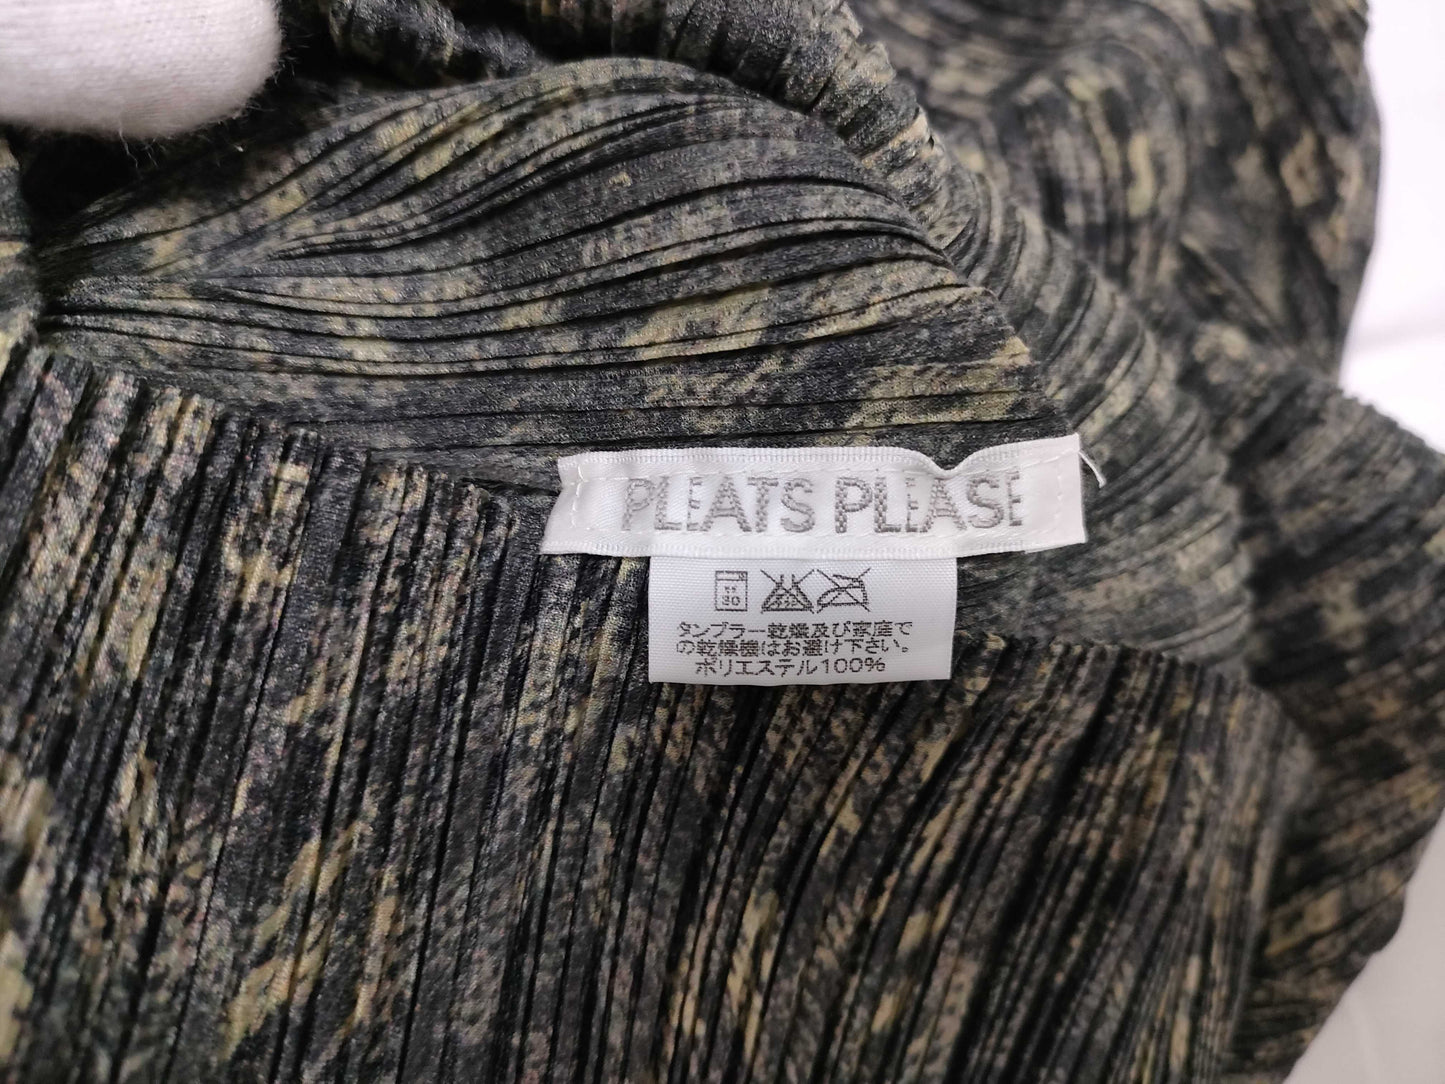 PLEATS PLEASE
30
タンブラー乾燥及び家庭で
の乾燥機はお避け下さい。
ポリエステル100%